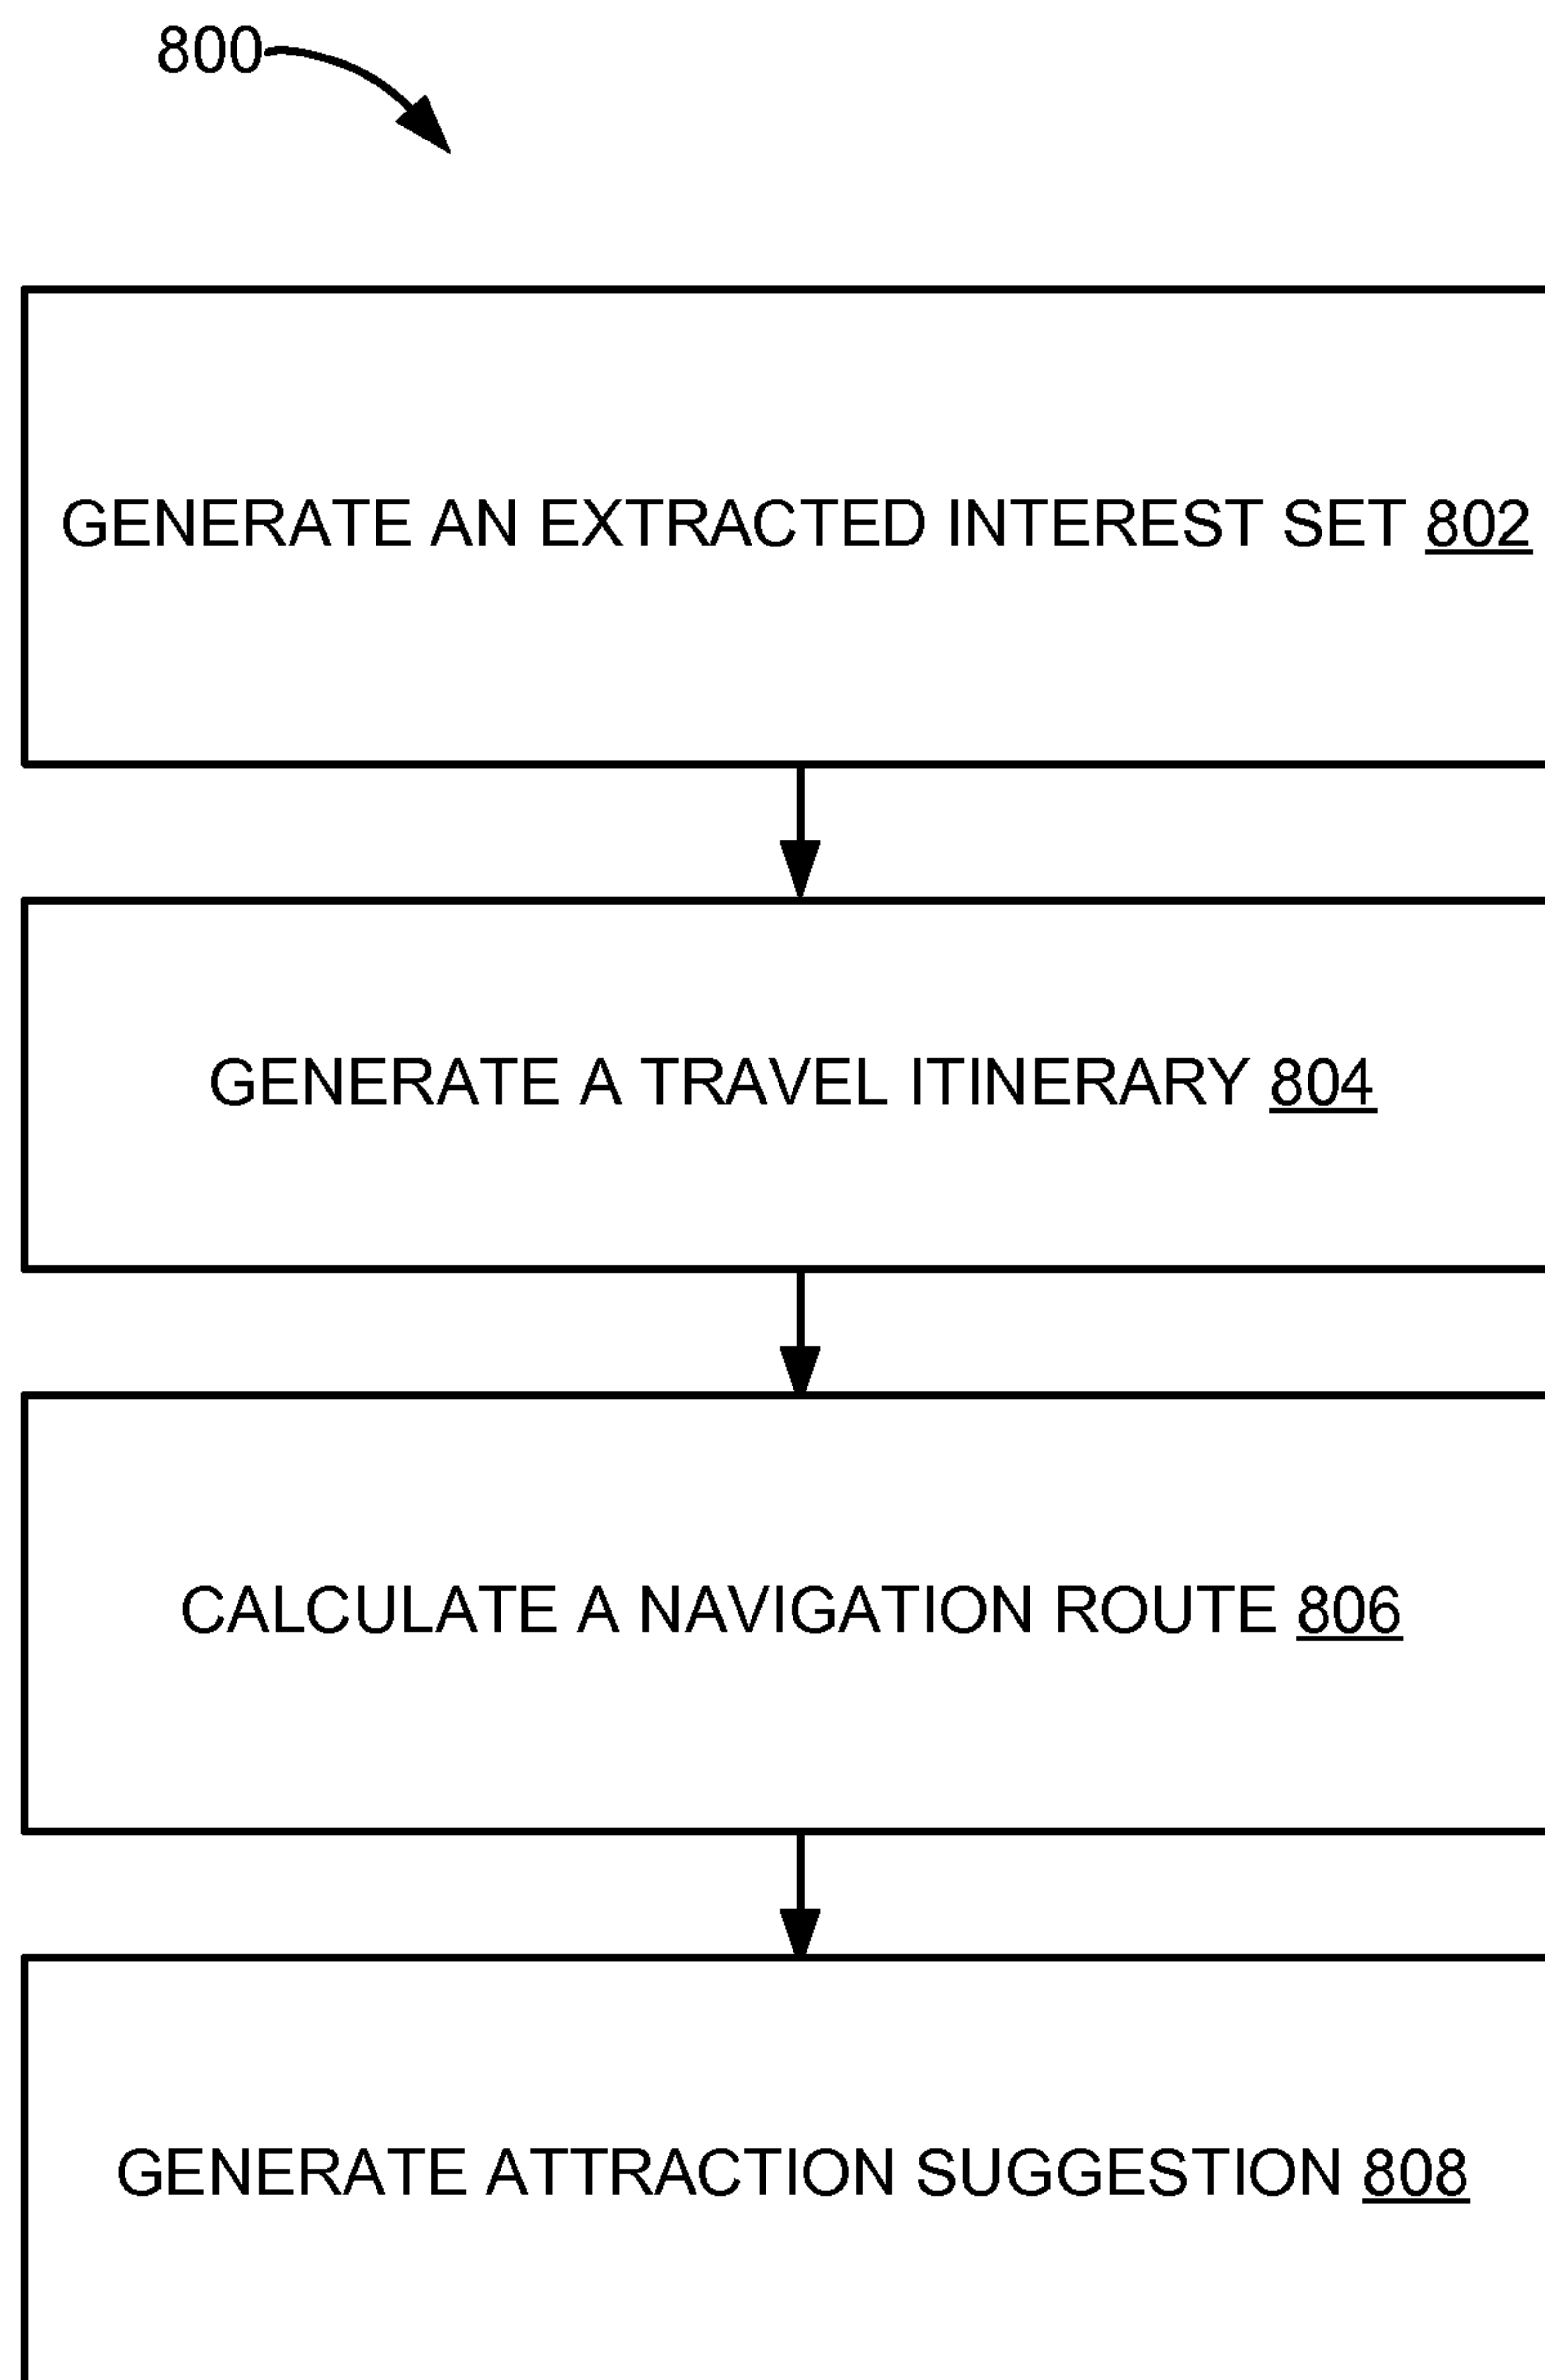 800
GENERATE AN EXTRACTED INTEREST SET 802
GENERATE A TRAVEL ITINERARY 804
CALCULATE A NAVIGATION ROUTE 806
GENERATE ATTRACTION SUGGESTION 808